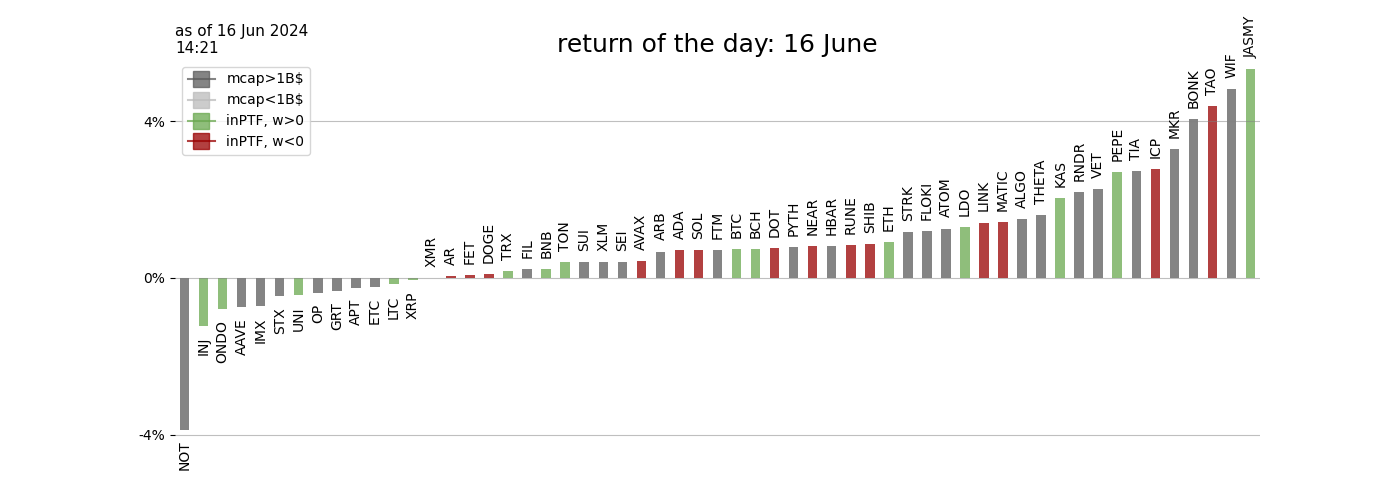 as of 16 Jun 2024
14:21
return of the day: 16 June
mcap>1B$
mcap<1B$
inPTF, w>0
inPTF, w<0
4%
0%
-4%
NOT
INJ
ONDO
AAVE
IMX
STX
UNI
OP
GRT
APT
ETC
LTC
XRP
XMR
AR
FET
DOGE
TRX
FIL
BNB
TON
SUI
XLM
SEI
AVAX
ARB
ADA
SOL
FTM
BTC
BCH
DOT
PYTH
NEAR
HBAR
RUNE
SHIB
ETH
STRK
FLOKI
ATOM
LDO
LINK
MATIC
ALGO
THETA
KAS
RNDR
VET
PEPE
TIA
ICP
MKR
BONK
TAO
WIF
JASMY